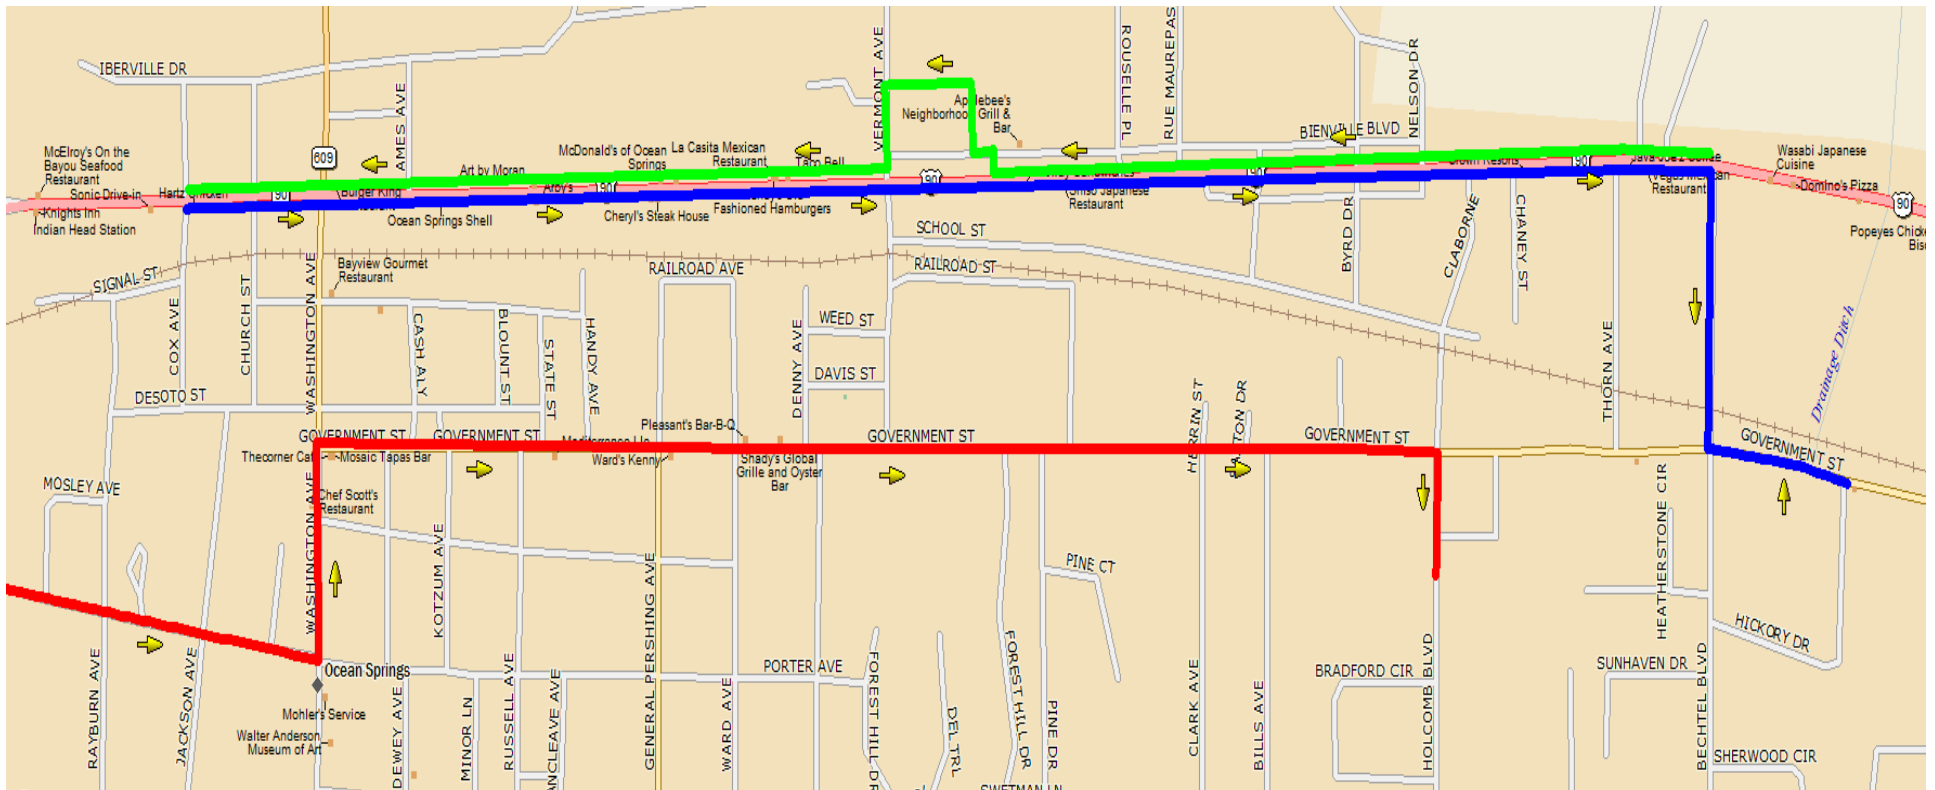 IBERVILLE DR
VERMONT AVE
ROUSELLE PL
RUE MAUREPAS
NELSON DR
AMES AVE
Neighborhood Grill &
Bar
BIENVILLE BLVD
609
McElroy's On the
Bayou Seafood
Restaurant
Sonic Drive-in
Knights Inn
Indian Head Station
90
Burger King
Art by Moran
McDonald's of Ocean
Springs
La Casita Mexican
Restaurant
Taco Bell
Arby's
90
90
90
90
Ocean Springs Shell
Cheryl's Steak House
Fashioned Hamburgers
Restaurant
Restaurant
Wasabi Japanese
Cuisine
Domino's Pizza
90
Popeyes Chicke
Bisc
SCHOOL ST
RAILROAD AVE
RAILROAD ST
BYRD DR
CLABORNE
CHANEY ST
SIGNAL ST
COX AVE
CHURCH ST
WASHINGTON AVE
Bayview Gourmet
Restaurant
CASH ALY
BLOUNT ST
STATE ST
HANDY AVE
DENNY AVE
WEED ST
DAVIS ST
THORN AVE
Drainage Ditch
DESOTO ST
GOVERNMENT ST
GOVERNMENT ST
GOVERNMENT ST
GOVERNMENT ST
GOVERNMENT ST
Mosaic Tapas Bar
Ward's Kenny
Pleasant's Bar-B-Q
Shady's Global
Grille and Oyster
Bar
MOSLEY AVE
Chef Scott's
Restaurant
WASHINGTON AVE
KOTZUM AVE
GENERAL PERSHING AVE
PINE CT
HEATHERSTONE CIR
HICKORY DR
Ocean Springs
Mohler's Service
Walter Anderson
Museum of Art
RAYBURN AVE
JACKSON AVE
DEWEY AVE
MINOR LN
RUSSELL AVE
WARD AVE
PORTER AVE
FOREST HILL D
DEL TRL
FOREST HILL DR
PINE DR
SWETMAN LN
CLARK AVE
BILLS AVE
BRADFORD CIR
HOLCOMB BLVD
SUNHAVEN DR
BECHTEL BLVD
SHERWOOD CIR